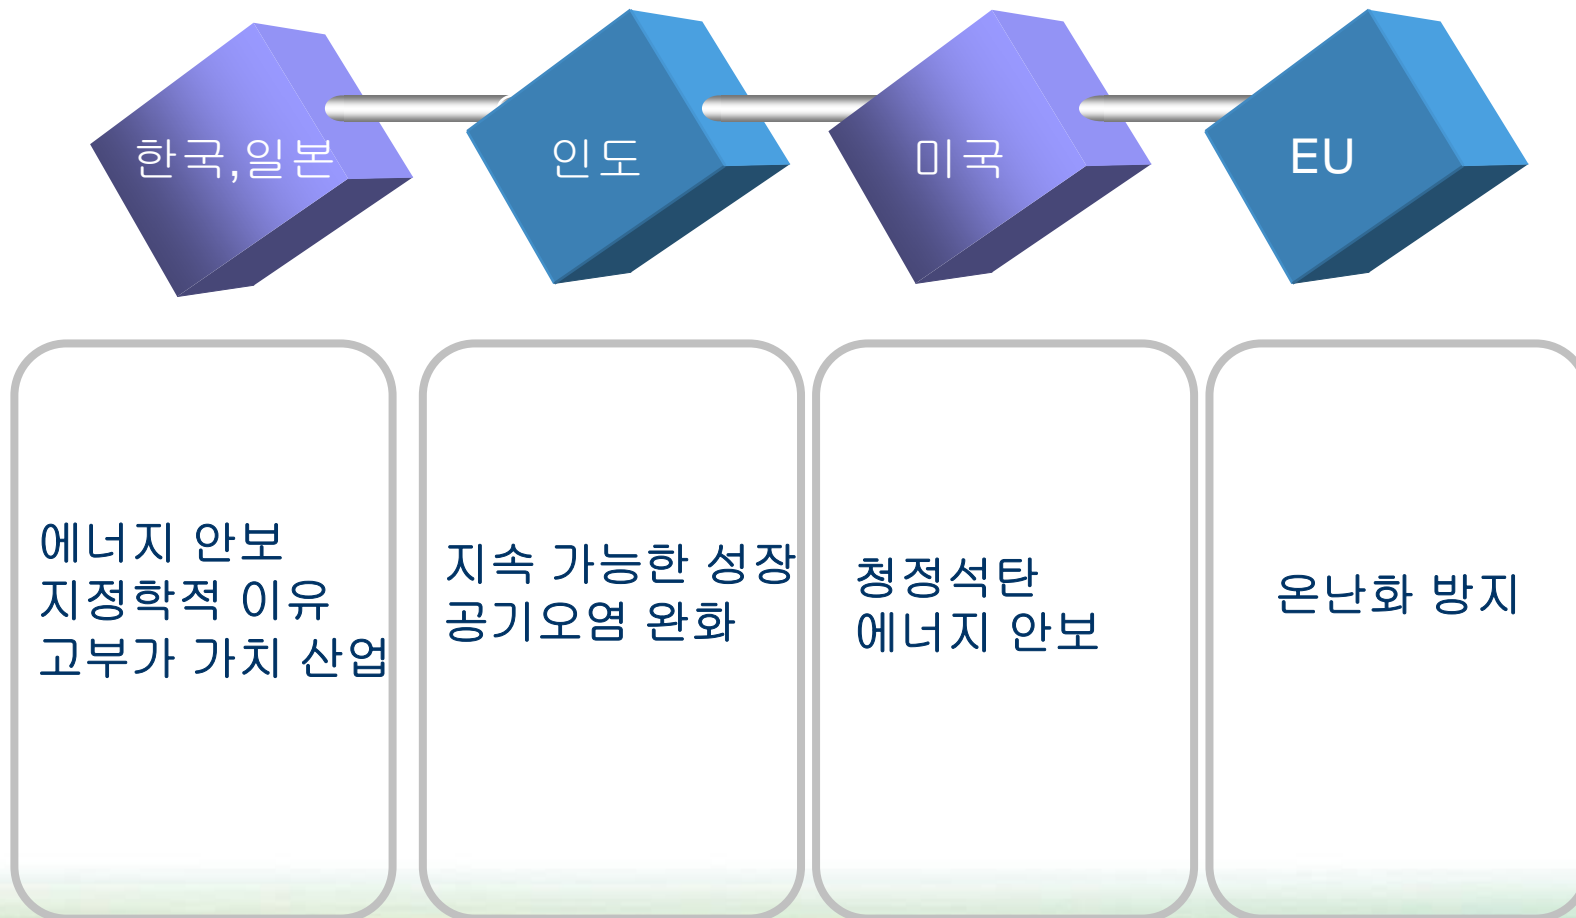 한국,일본
인도
미국
EU
에너지 안보
지정학적 이유
고부가 가치 산업
지속 가능한 성장
공기오염 완화
청정석탄
에너지 안보
온난화 방지